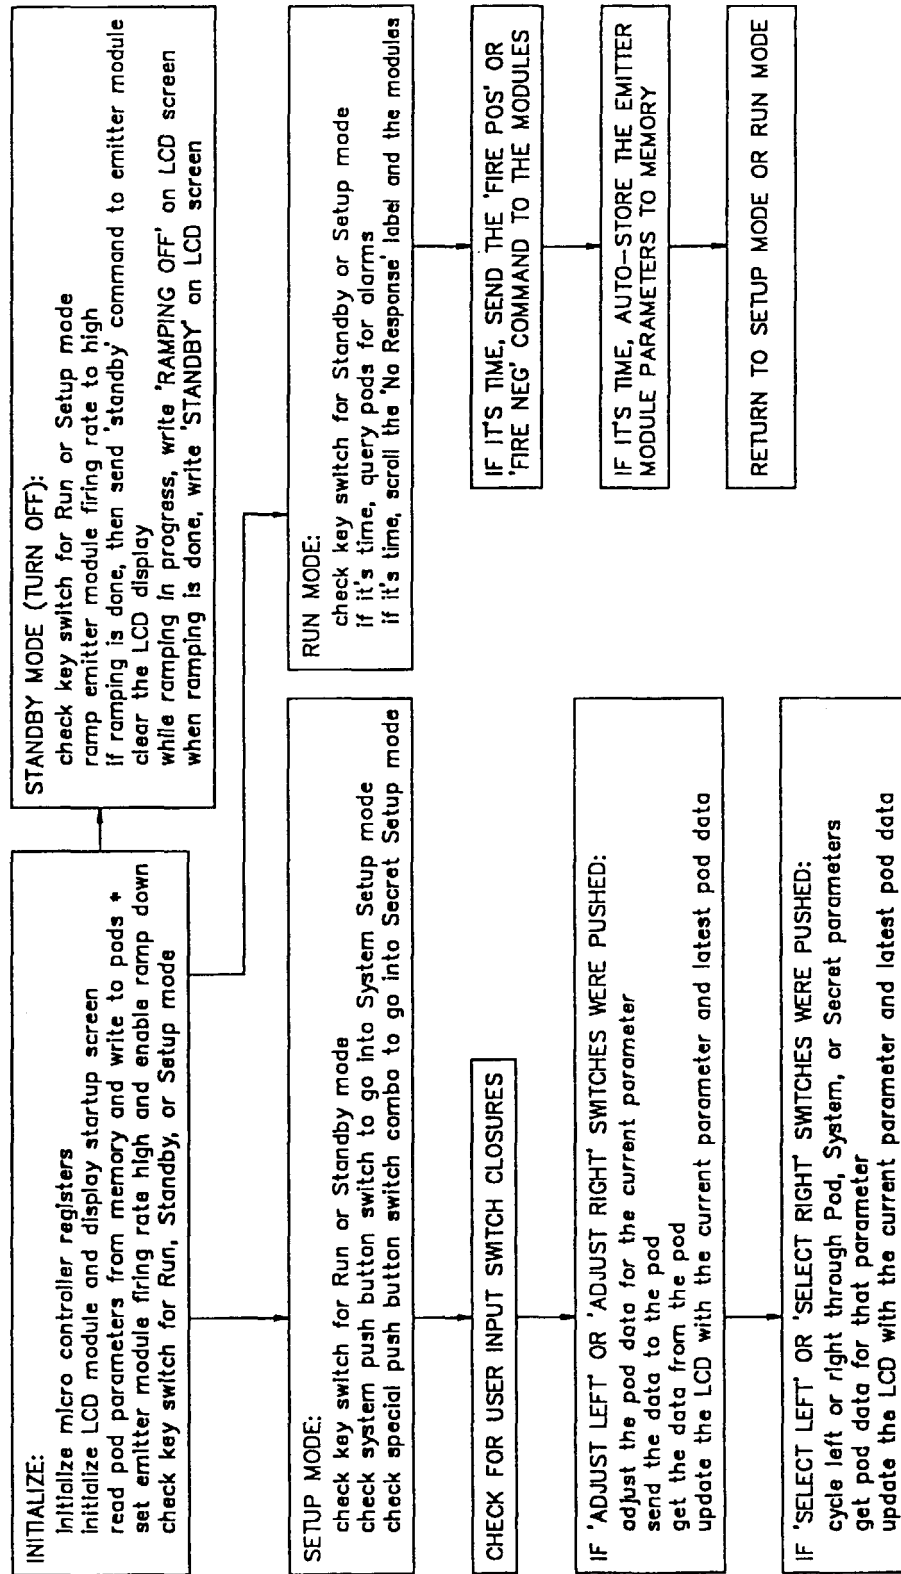 INITIALIZE:
Initialize micro controller registers
Initialize LCD module and display startup screen
read pod parameters from memory and write to pads *
set emitter module firing rate high and enable ramp down
check key switch for Run, Standby, or Setup mode
STANDBY MODE (TURN OFF):
check key switch for Run or Setup mode
ramp emitter module firing rate to high
if ramping is done, then send 'standby' command to emitter module
clear the LCD display
while ramping in progress, write 'RAMPING OFF' on LCD screen
when ramping is done, write 'STANDBY' on LCD screen
SETUP MODE:
check key switch for Run or Standby mode
check system push button switch to go into System Setup mode
check special push button switch combo to go into Secret Setup mode
RUN MODE:
check key switch for Standby or Setup mode
if it's time, query pods for alarms
if it's time, scroll the 'No Response' label and the modules
CHECK FOR USER INPUT SWITCH CLOSURES
IF IT'S TIME, SEND THE 'FIRE POS' OR
'FIRE NEG' COMMAND TO THE MODULES
IF 'ADJUST LEFT' OR 'ADJUST RIGHT' SWITCHES WERE PUSHED:
adjust the pod data for the current parameter
send the data to the pod
get the data from the pod
update the LCD with the current parameter and latest pod data
IF IT'S TIME, AUTO-STORE THE EMITTER
MODULE PARAMETERS TO MEMORY
IF 'SELECT LEFT' OR 'SELECT RIGHT' SWITCHES WERE PUSHED:
cycle left or right through Pod, System, or Secret parameters
get pod data for that parameter
update the LCD with the current parameter and latest pod data
RETURN TO SETUP MODE OR RUN MODE